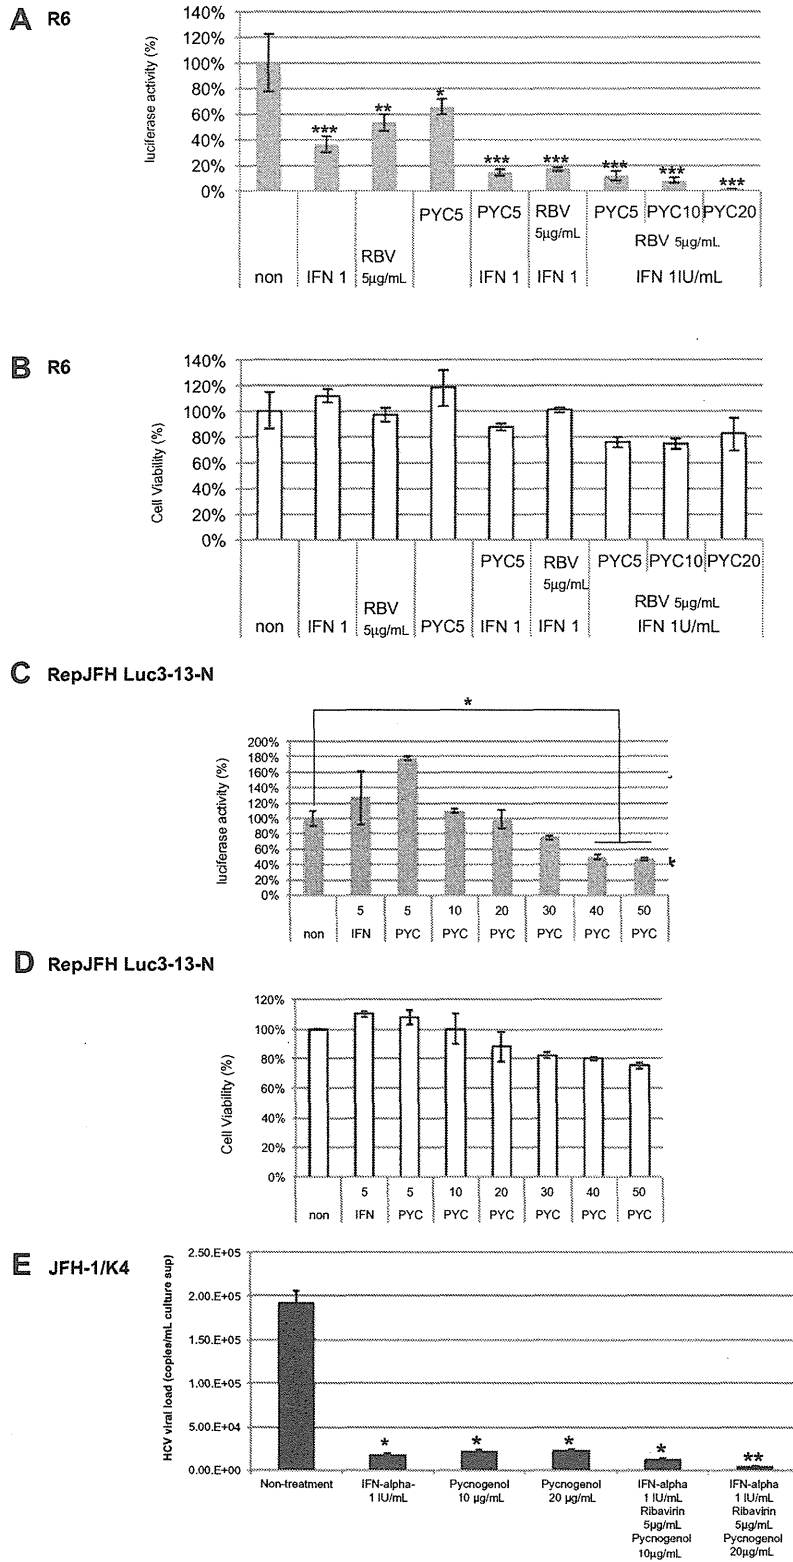 A R6
luciferase activity (%)
140%
120%
100%
80%
60%
40%
20%
0%
***
**
*
***
***
***
***
***
PYC5 PYC5 RBV 5µg/mL PYC5 PYC10 PYC20
RBV 5µg/mL
RBV 5µg/mL
non IFN 1 IFN 1 IFN 1 IFN 1IU/mL
B R6
Cell Viability (%)
140%
120%
100%
80%
60%
40%
20%
0%
PYC5 RBV 5µg/mL PYC5 PYC10 PYC20
RBV 5µg/mL
RBV 5µg/mL
non IFN 1 PYC5 IFN 1 IFN 1 IFN 1U/mL
C RepJFH Luc3-13-N
*
luciferase activity (%)
200%
180%
160%
140%
120%
100%
80%
60%
40%
20%
0%
5 5 10 20 30 40 50
non IFN PYC PYC PYC PYC PYC PYC
D RepJFH Luc3-13-N
Cell Viability (%)
120%
100%
80%
60%
40%
20%
0%
5 5 10 20 30 40 50
non IFN PYC PYC PYC PYC PYC PYC
E JFH-1/K4
HCV viral load (copies/mL culture sup)
2.50.E+05
2.00.E+05
1.50.E+05
1.00.E+05
5.00.E+04
0.00.E+00
*
*
*
*
**
Non-treatment
IFN-alpha-
1 IU/mL
Pycnogenol
10 µg/mL
Pycnogenol
20 µg/mL
IFN-alpha
1 IU/mL
Ribavirin
5µg/mL
Pycnogenol
10µg/mL
IFN-alpha
1 IU/mL
Ribavirin
5µg/mL
Pycnogenol
20µg/mL